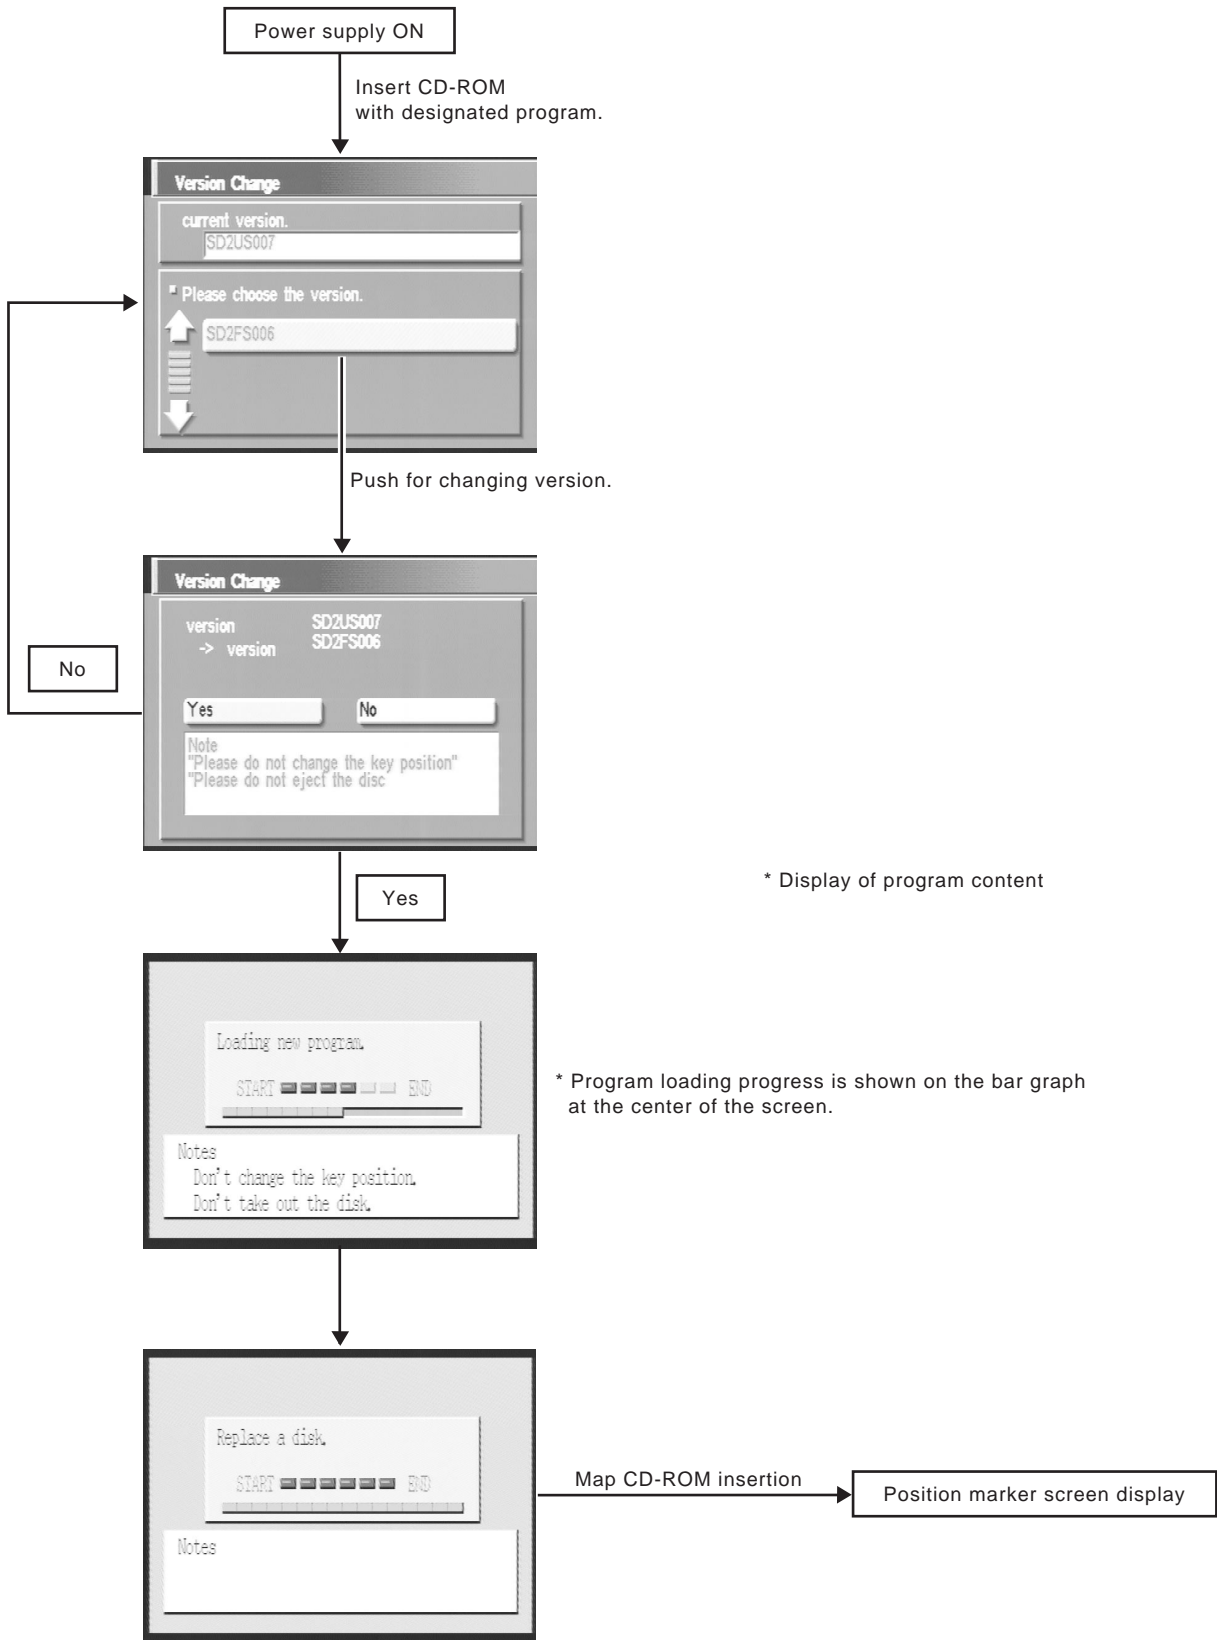 Power supply ON
Insert CD-ROM
with designated program.
Version Change
current version.
SD2US007
Please choose the version.
SD2FS006
Push for changing version.
Version Change
version SD2US007
-> version SD2FS006
No
Yes No
Note
"Please do not change the key position"
"Please do not eject the disc
Yes
* Display of program content
Loading new program.
START END
* Program loading progress is shown on the bar graph
at the center of the screen.
Notes
Don't change the key position.
Don't take out the disk.
Replace a disk.
START END
Map CD-ROM insertion
Position marker screen display
Notes